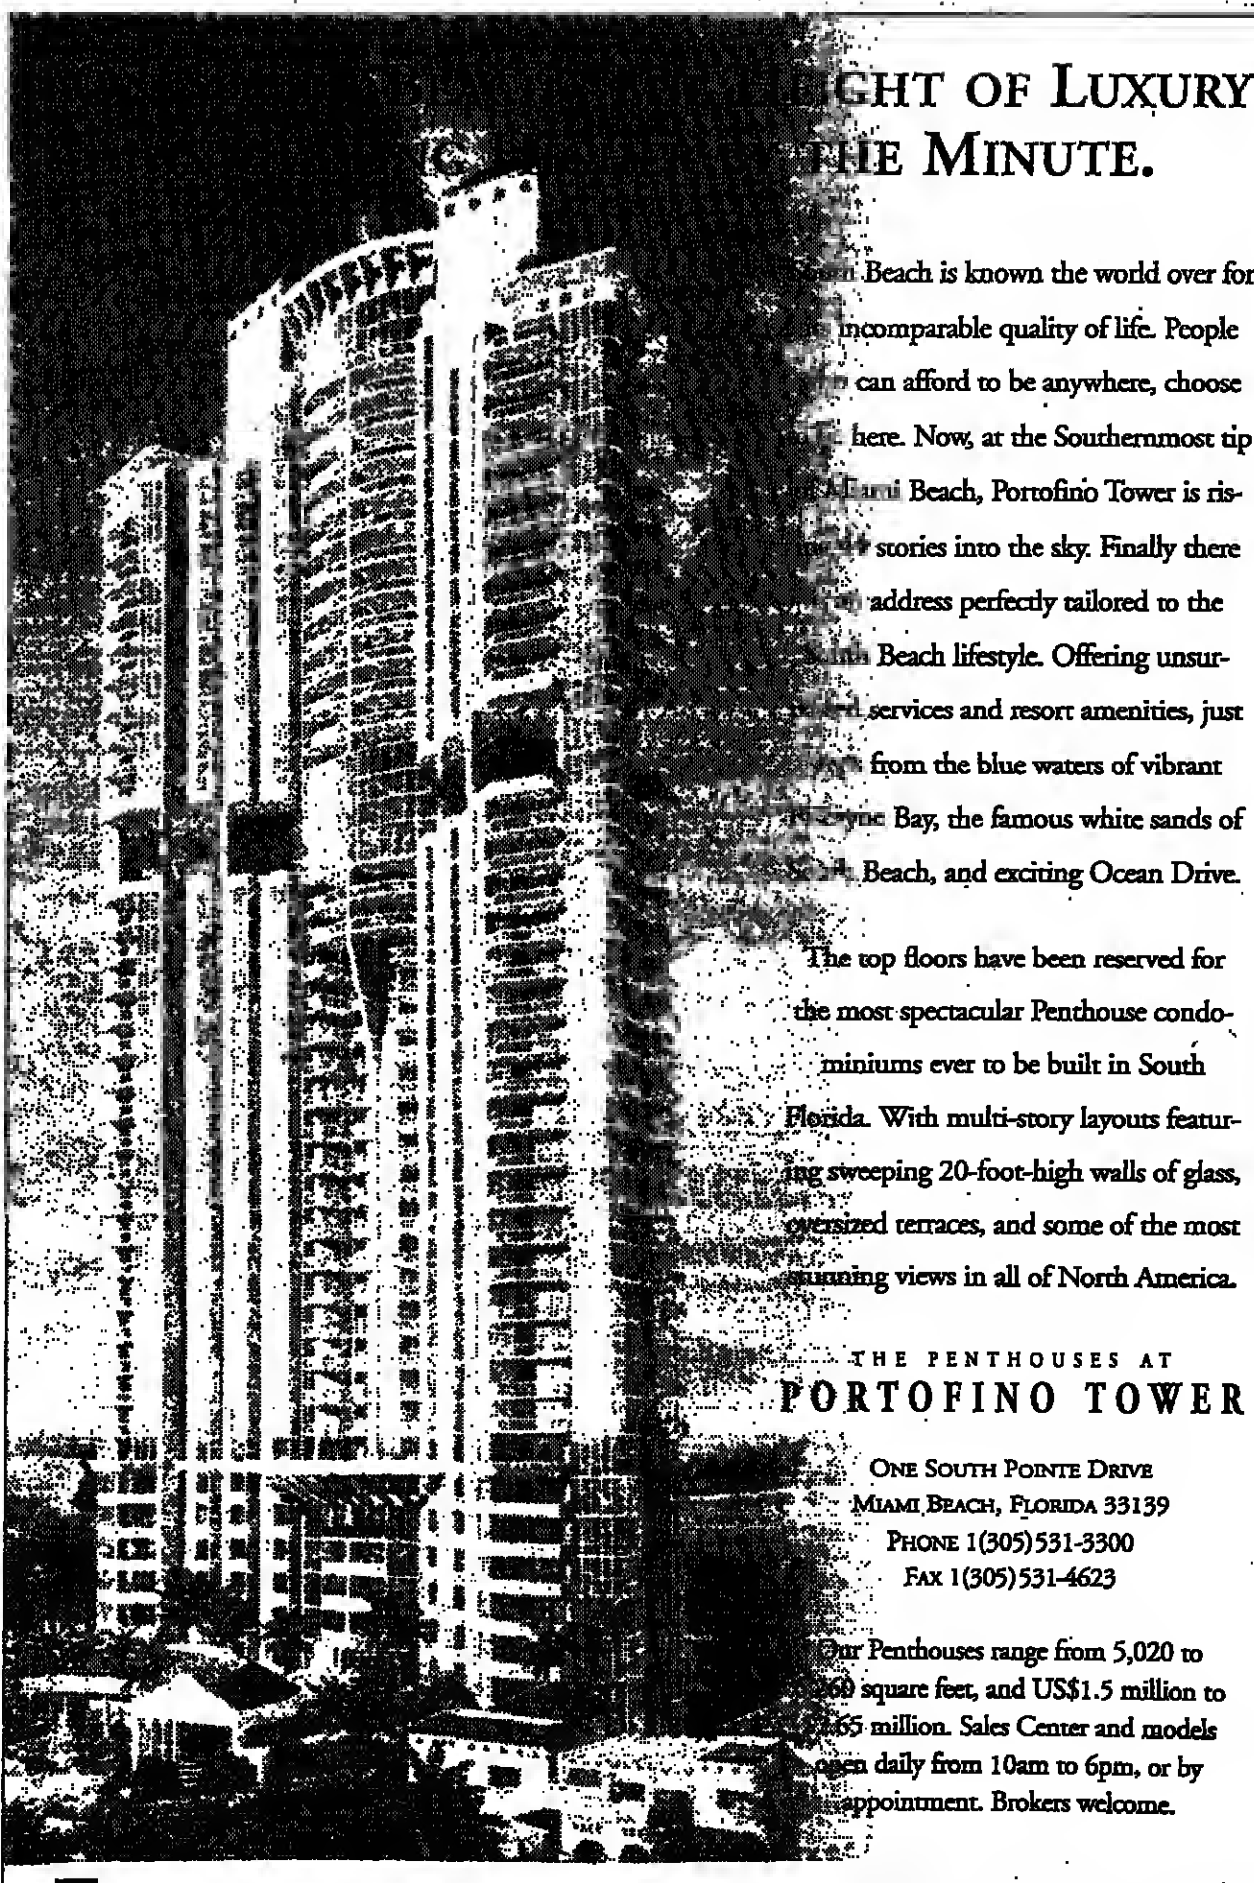 GHT OF LUXURY
THE MINUTE.
Beach is known the world over for
incomparable quality of life. People
can afford to be anywhere, choose
here. Now, at the Southernmost tip
Miami Beach, Portofino Tower is ris-
stories into the sky. Finally there
address perfectly tailored to the
South Beach lifestyle. Offering unsur-
services and resort amenities, just
from the blue waters of vibrant
Biscayne Bay, the famous white sands of
South Beach, and exciting Ocean Drive.
The top floors have been reserved for
the most spectacular Penthouse condo-
miniums ever to be built in South
Florida. With multi-story layouts featur-
ing sweeping 20-foot-high walls of glass,
oversized terraces, and some of the most
stunning views in all of North America.
THE PENTHOUSES AT
PORTOFINO TOWER
ONE SOUTH POINTE DRIVE
MIAMI BEACH, FLORIDA 33139
PHONE 1(305)531-3300
FAX 1(305)531-4623
Our Penthouses range from 5,020 to
square feet, and US$1.5 million to
million. Sales Center and models
open daily from 10am to 6pm, or by
appointment. Brokers welcome.